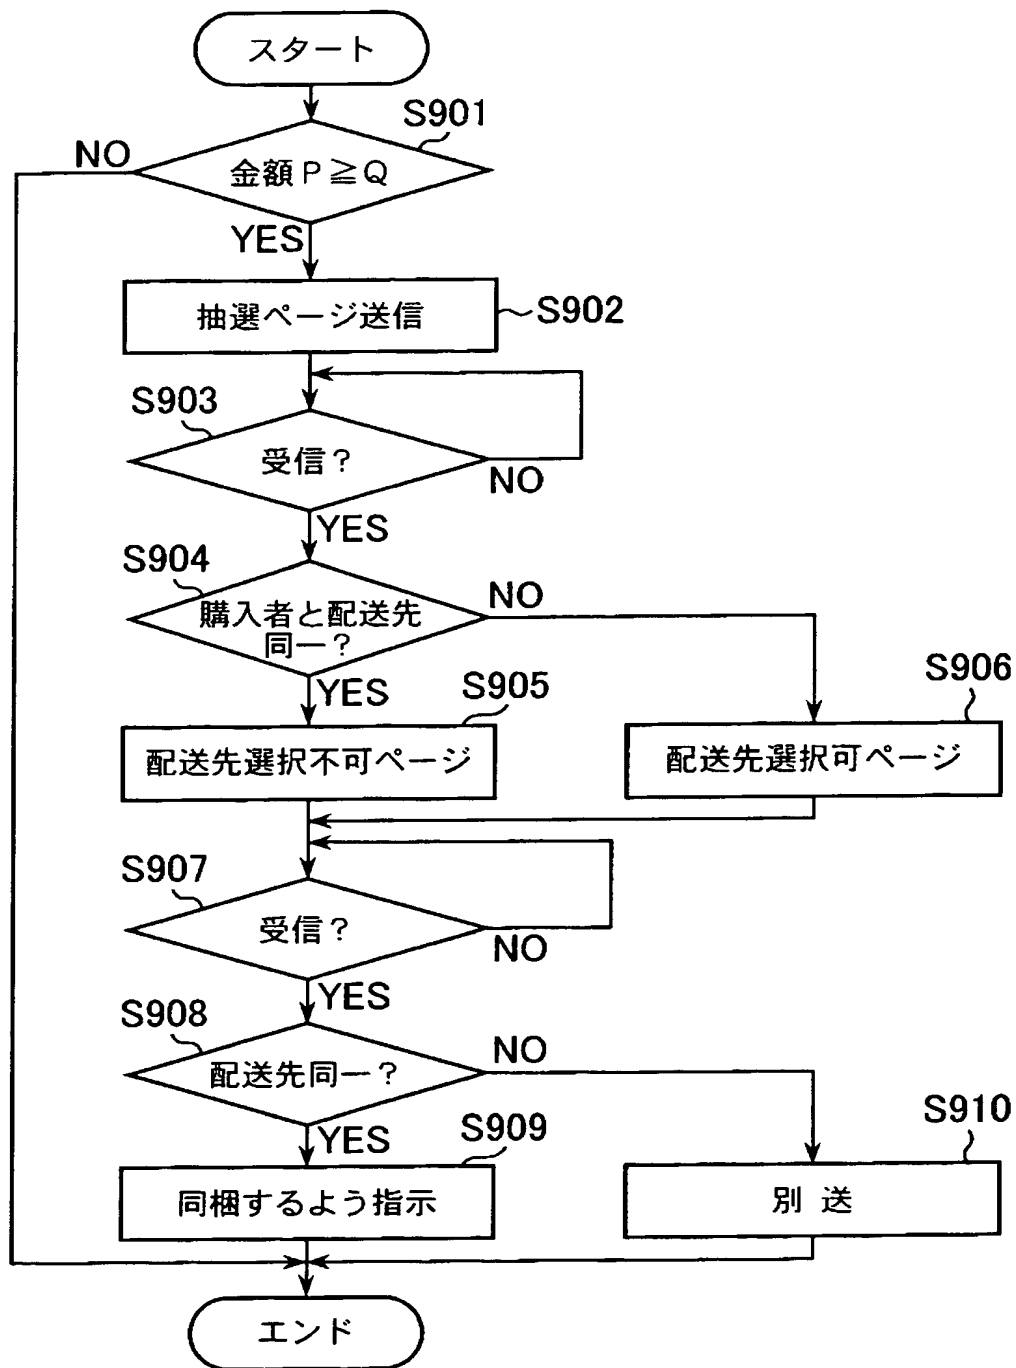 スタート
S901
NO
金額P≧Q
YES
抽選ページ送信
S902
S903
受信?
NO
YES
S904
NO
購入者と配送先
同一?
YES
S905
S906
配送先選択不可ページ
配送先選択可ページ
S907
受信?
NO
YES
S908
NO
配送先同一?
YES
S909
S910
同梱するよう指示
別 送
エンド